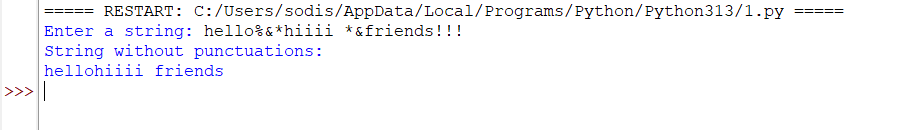 ===== RESTART: C:/Users/sodis/AppData/Local/Programs/Python/Python313/1.py =====
Enter a string: hello%&*hiiii *&friends!!!
String without punctuations:
hellohiiii friends
>>>